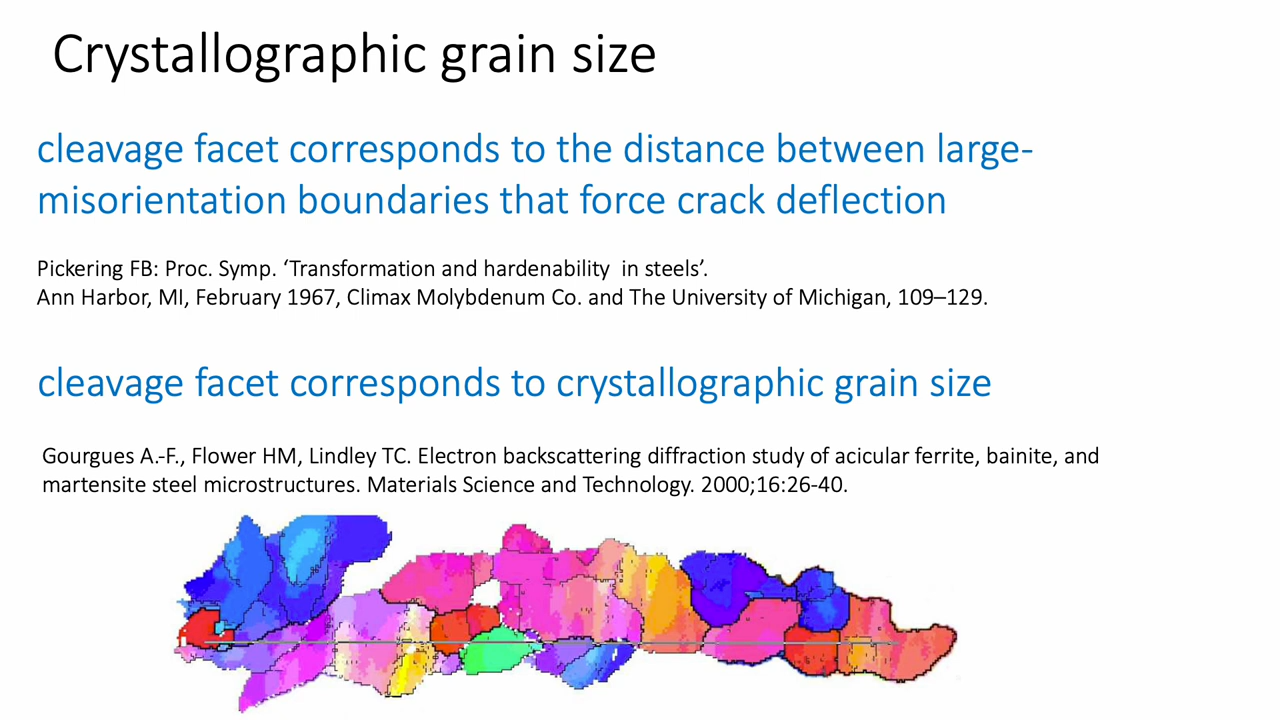 Crystallographic grain size
cleavage facet corresponds to the distance between large-
misorientation boundaries that force crack deflection
Pickering FB: Proc. Symp. ‘Transformation and hardenability  in steels’.
Ann Harbor, MI, February 1967, Climax Molybdenum Co. and The University of Michigan, 109–129.
cleavage facet corresponds to crystallographic grain size
Gourgues A.-F., Flower HM, Lindley TC. Electron backscattering diffraction study of acicular ferrite, bainite, and
martensite steel microstructures. Materials Science and Technology. 2000;16:26-40.